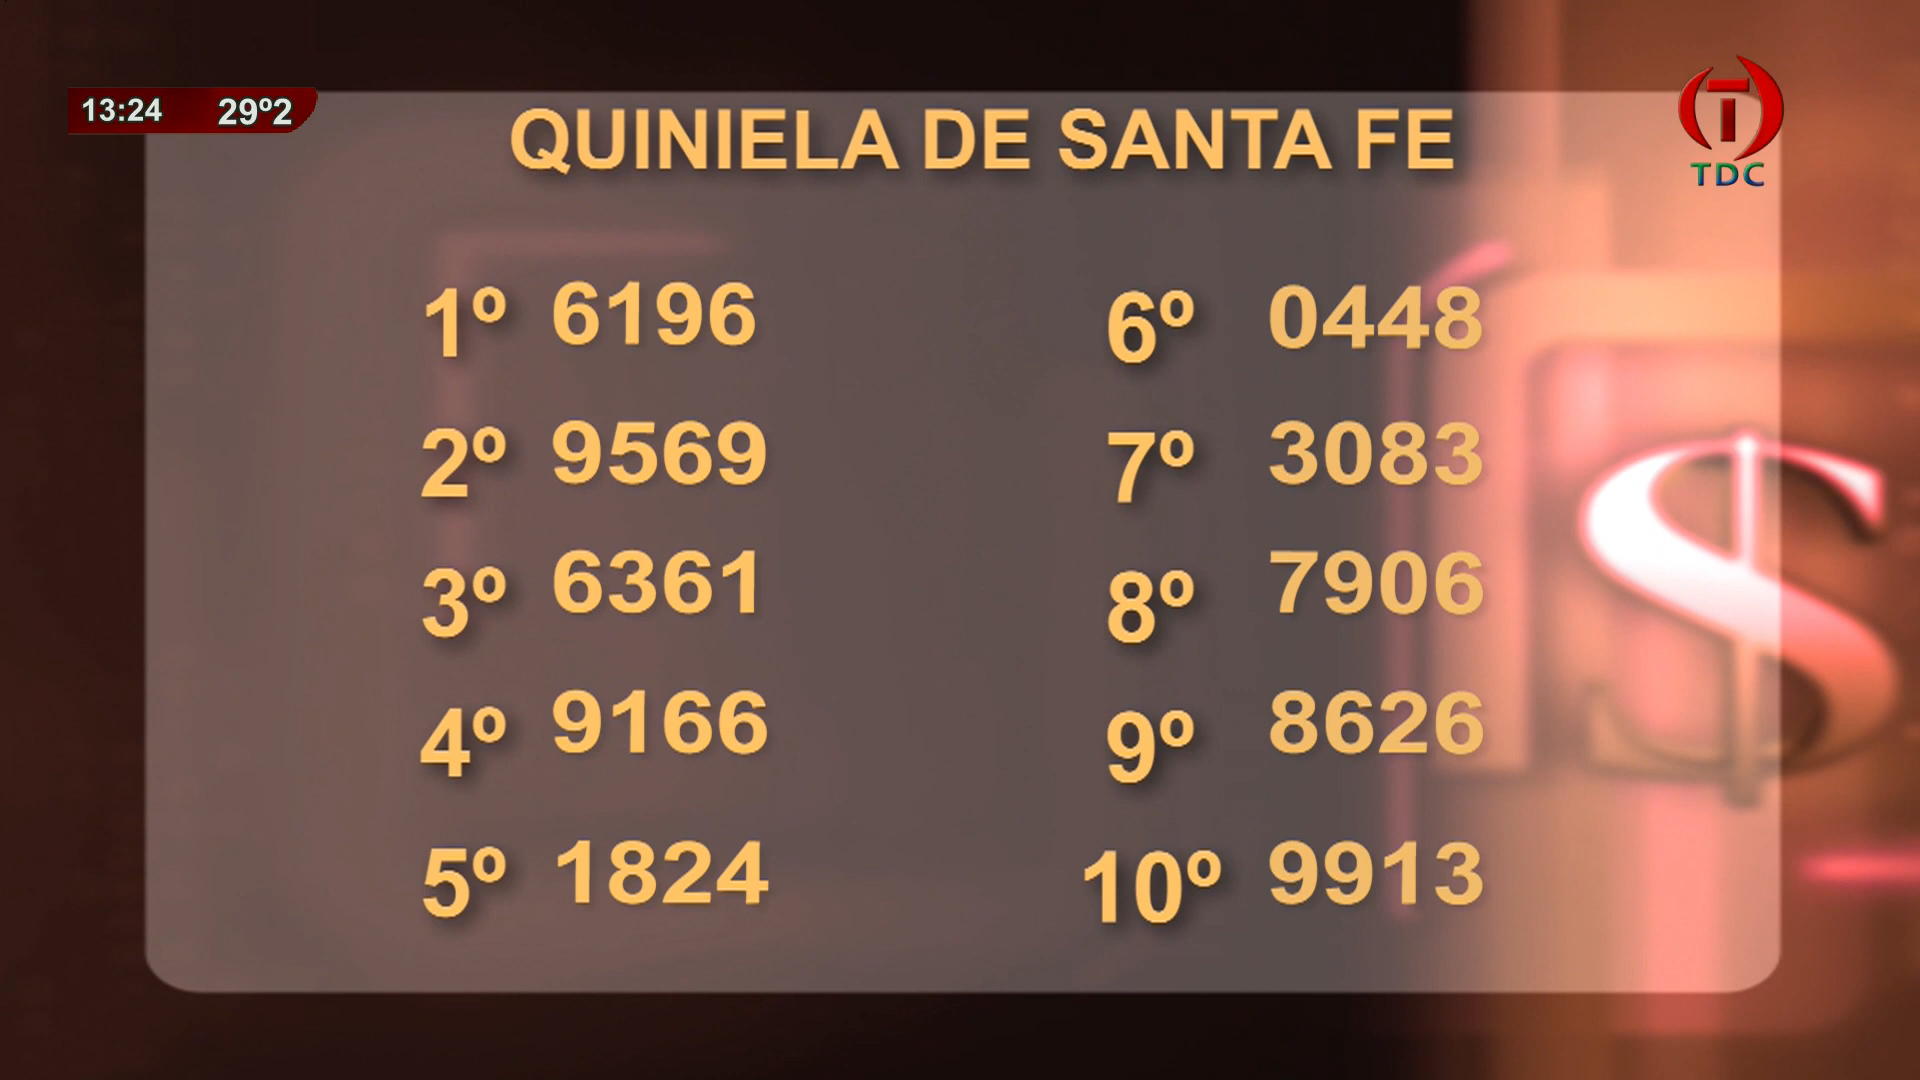 13:24 29º2
QUINIELA DE SANTA FE
TDC
1º 6196
2º 9569
3º 6361
4º 9166
5º 1824
6º 0448
7º 3083
8º 7906
9º 8626
10º 9913